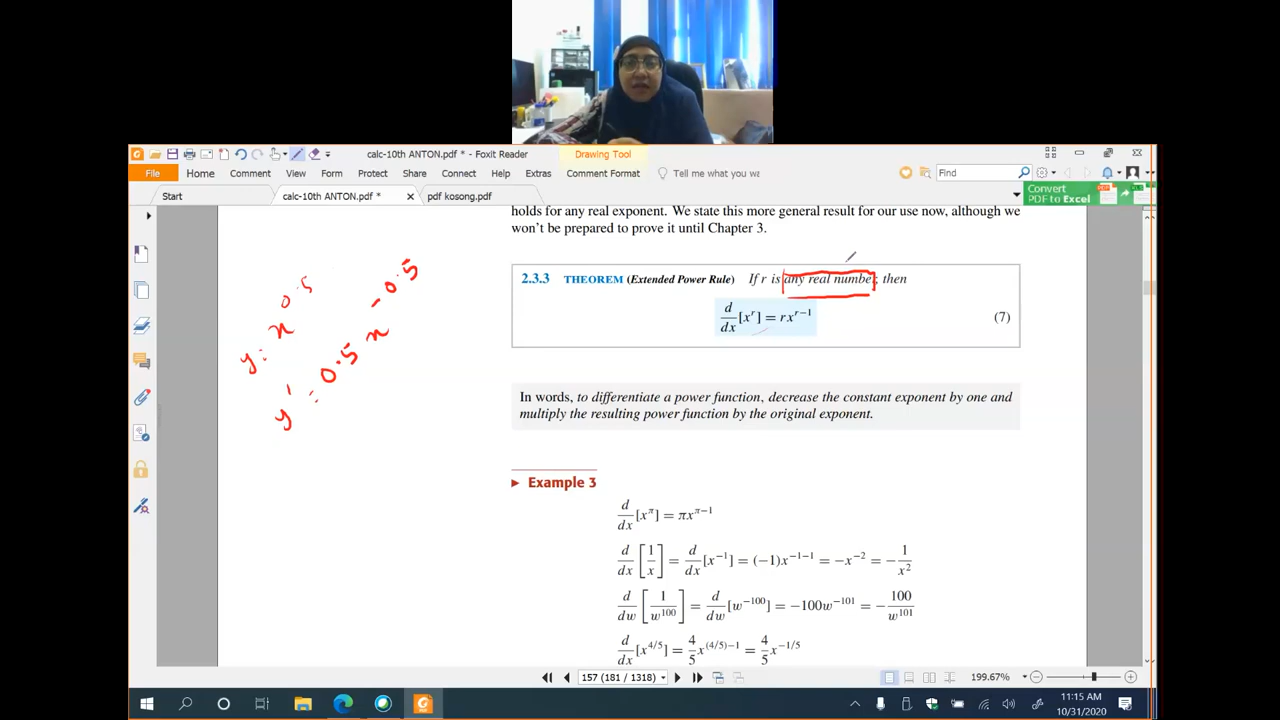 calc-10th ANTON.pdf * - Foxit Reader
Drawing Tool
File Home Comment View Form Protect Share Connect Help Extras Comment Format Tell me what you wa Find
Start calc-10th ANTON.pdf * pdf kosong.pdf
Convert
PDF to Excel
holds for any real exponent. We state this more general result for our use now, although we
won't be prepared to prove it until Chapter 3.
2.3.3 THEOREM (Extended Power Rule) If r is any real number, then
d/dx [x^r] = rx^{r−1} (7)
y = x^{0.5}
y' = 0.5 x^{-0.5}
In words, to differentiate a power function, decrease the constant exponent by one and
multiply the resulting power function by the original exponent.
Example 3
d/dx [x^π] = πx^{π−1}
d/dx [1/x] = d/dx [x^{−1}] = (−1)x^{−1−1} = −x^{−2} = −1/x^2
d/dw [1/w^{100}] = d/dw [w^{−100}] = −100w^{−101} = −100/w^{101}
d/dx [x^{4/5}] = 4/5 x^{(4/5)−1} = 4/5 x^{−1/5}
157 (181 / 1318) 199.67%
11:15 AM
10/31/2020